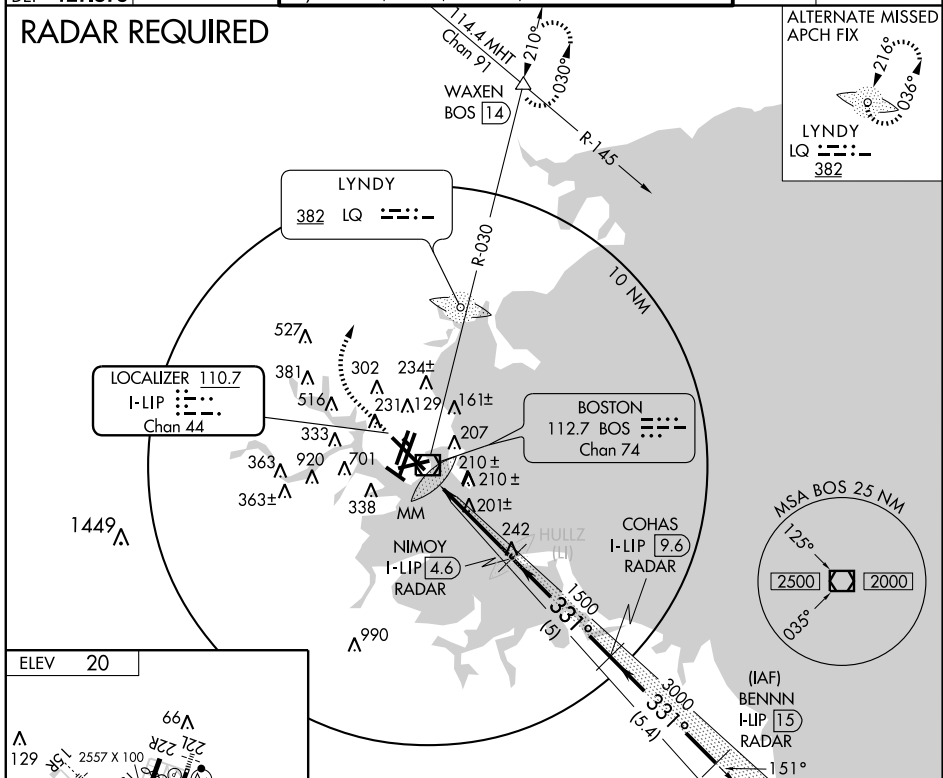 RADAR REQUIRED
114.4 MHT
Chan 91
210°
030°
WAXEN
BOS 14
R-145
ALTERNATE MISSED
APCH FIX
216°
036°
LYNDY
LQ
382
LYNDY
382 LQ
R-030
10 NM
527
381
302
234±
LOCALIZER 110.7
I-LIP
Chan 44
516
231
129
161±
333
207
BOSTON
112.7 BOS
Chan 74
363
920
701
210±
210±
363±
338
MM
201±
1449
242
HULLZ
(LI)
NIMOY
I-LIP 4.6
RADAR
COHAS
I-LIP 9.6
RADAR
MSA BOS 25 NM
125°
2500
2000
035°
1500
331°
(5)
990
3000
331°
(5.4)
(IAF)
BENNN
I-LIP 15
RADAR
151°
ELEV 20
66
129
15R
2557 X 100
22R
22L